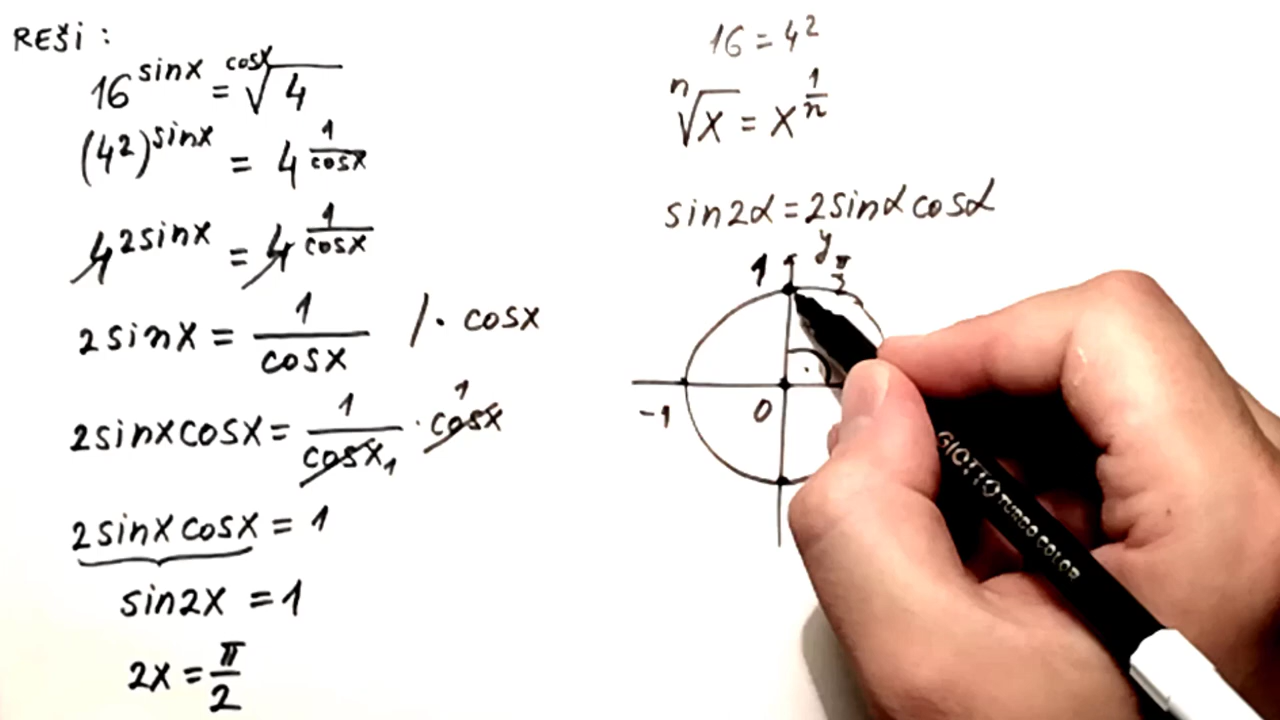 REŠi :
16^sinx = ^cosx√4
(4²)^sinx = 4^(1/cosx)
4^2sinx = 4^(1/cosx)
2sinx = 1/cosx /· cosx
2sinxcosx = 1/cosx₁ · cosx 1
2sinxcosx = 1
sin2x = 1
2x = π/2
16 = 4²
ⁿ√x = x^(1/n)
sin2α = 2sinαcosα
1 y
-1 0
GIOTTO TURBO COLOR